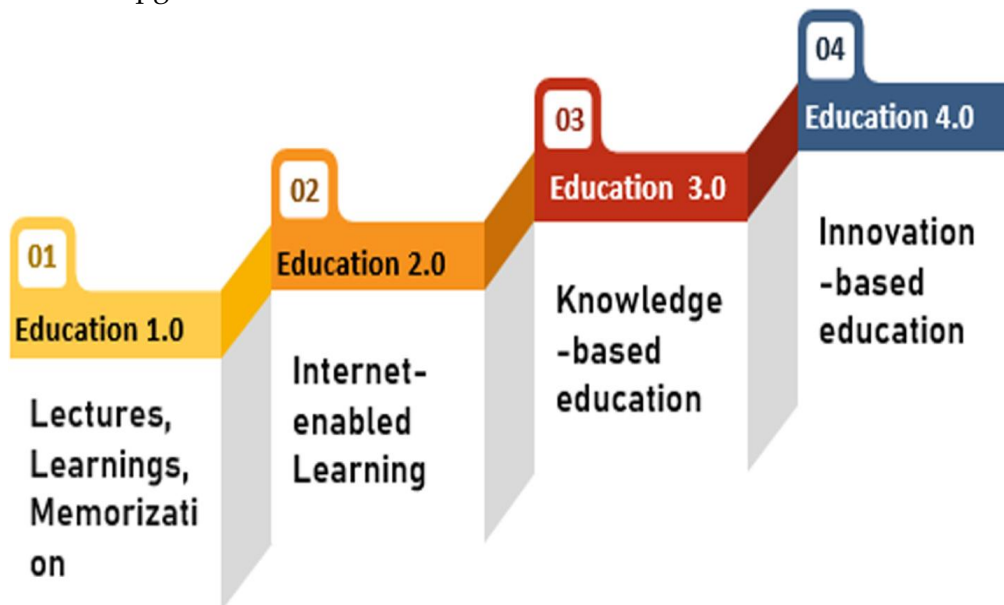 01
Education 1.0
Lectures,
Learnings,
Memorizati
on
02
Education 2.0
Internet-
enabled
Learning
03
Education 3.0
Knowledge
-based
education
04
Education 4.0
Innovation
-based
education